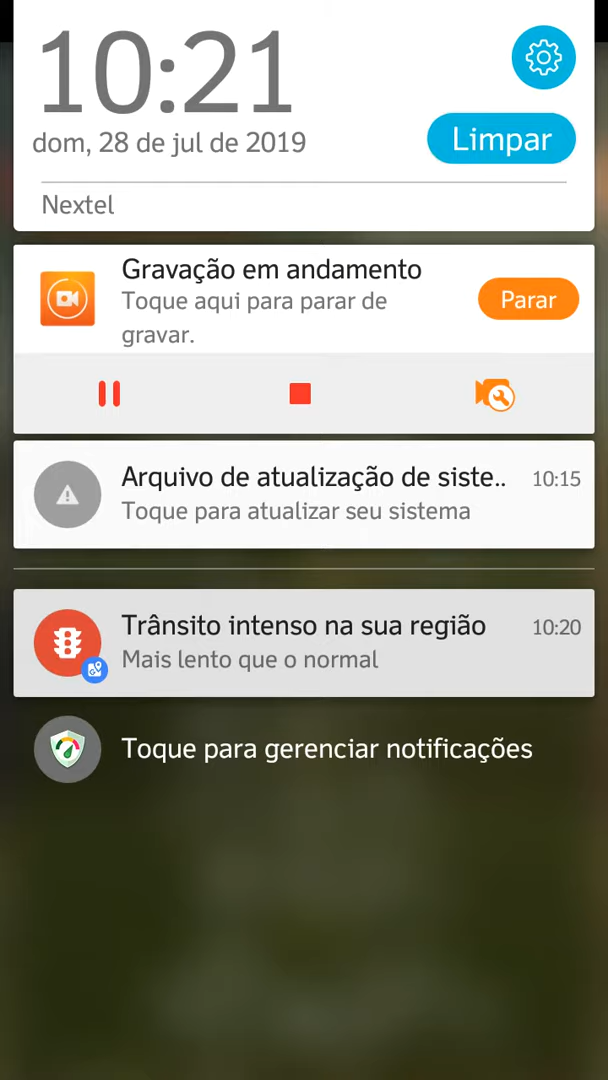 10:21
dom, 28 de jul de 2019
Limpar
Nextel
Gravação em andamento
Toque aqui para parar de
gravar.
Parar
Arquivo de atualização de siste..
10:15
Toque para atualizar seu sistema
Trânsito intenso na sua região
10:20
Mais lento que o normal
Toque para gerenciar notificações